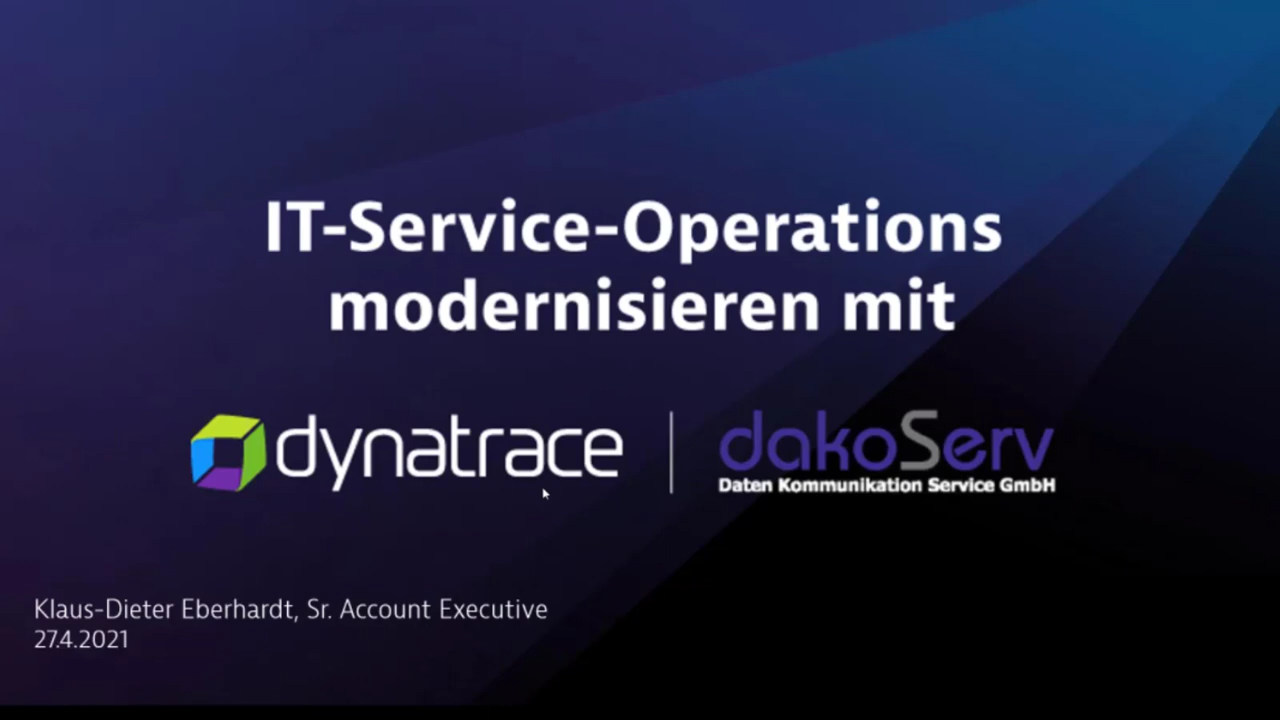 IT-Service-Operations
modernisieren mit
dynatrace
dakoServ
Daten Kommunikation Service GmbH
Klaus-Dieter Eberhardt, Sr. Account Executive
27.4.2021